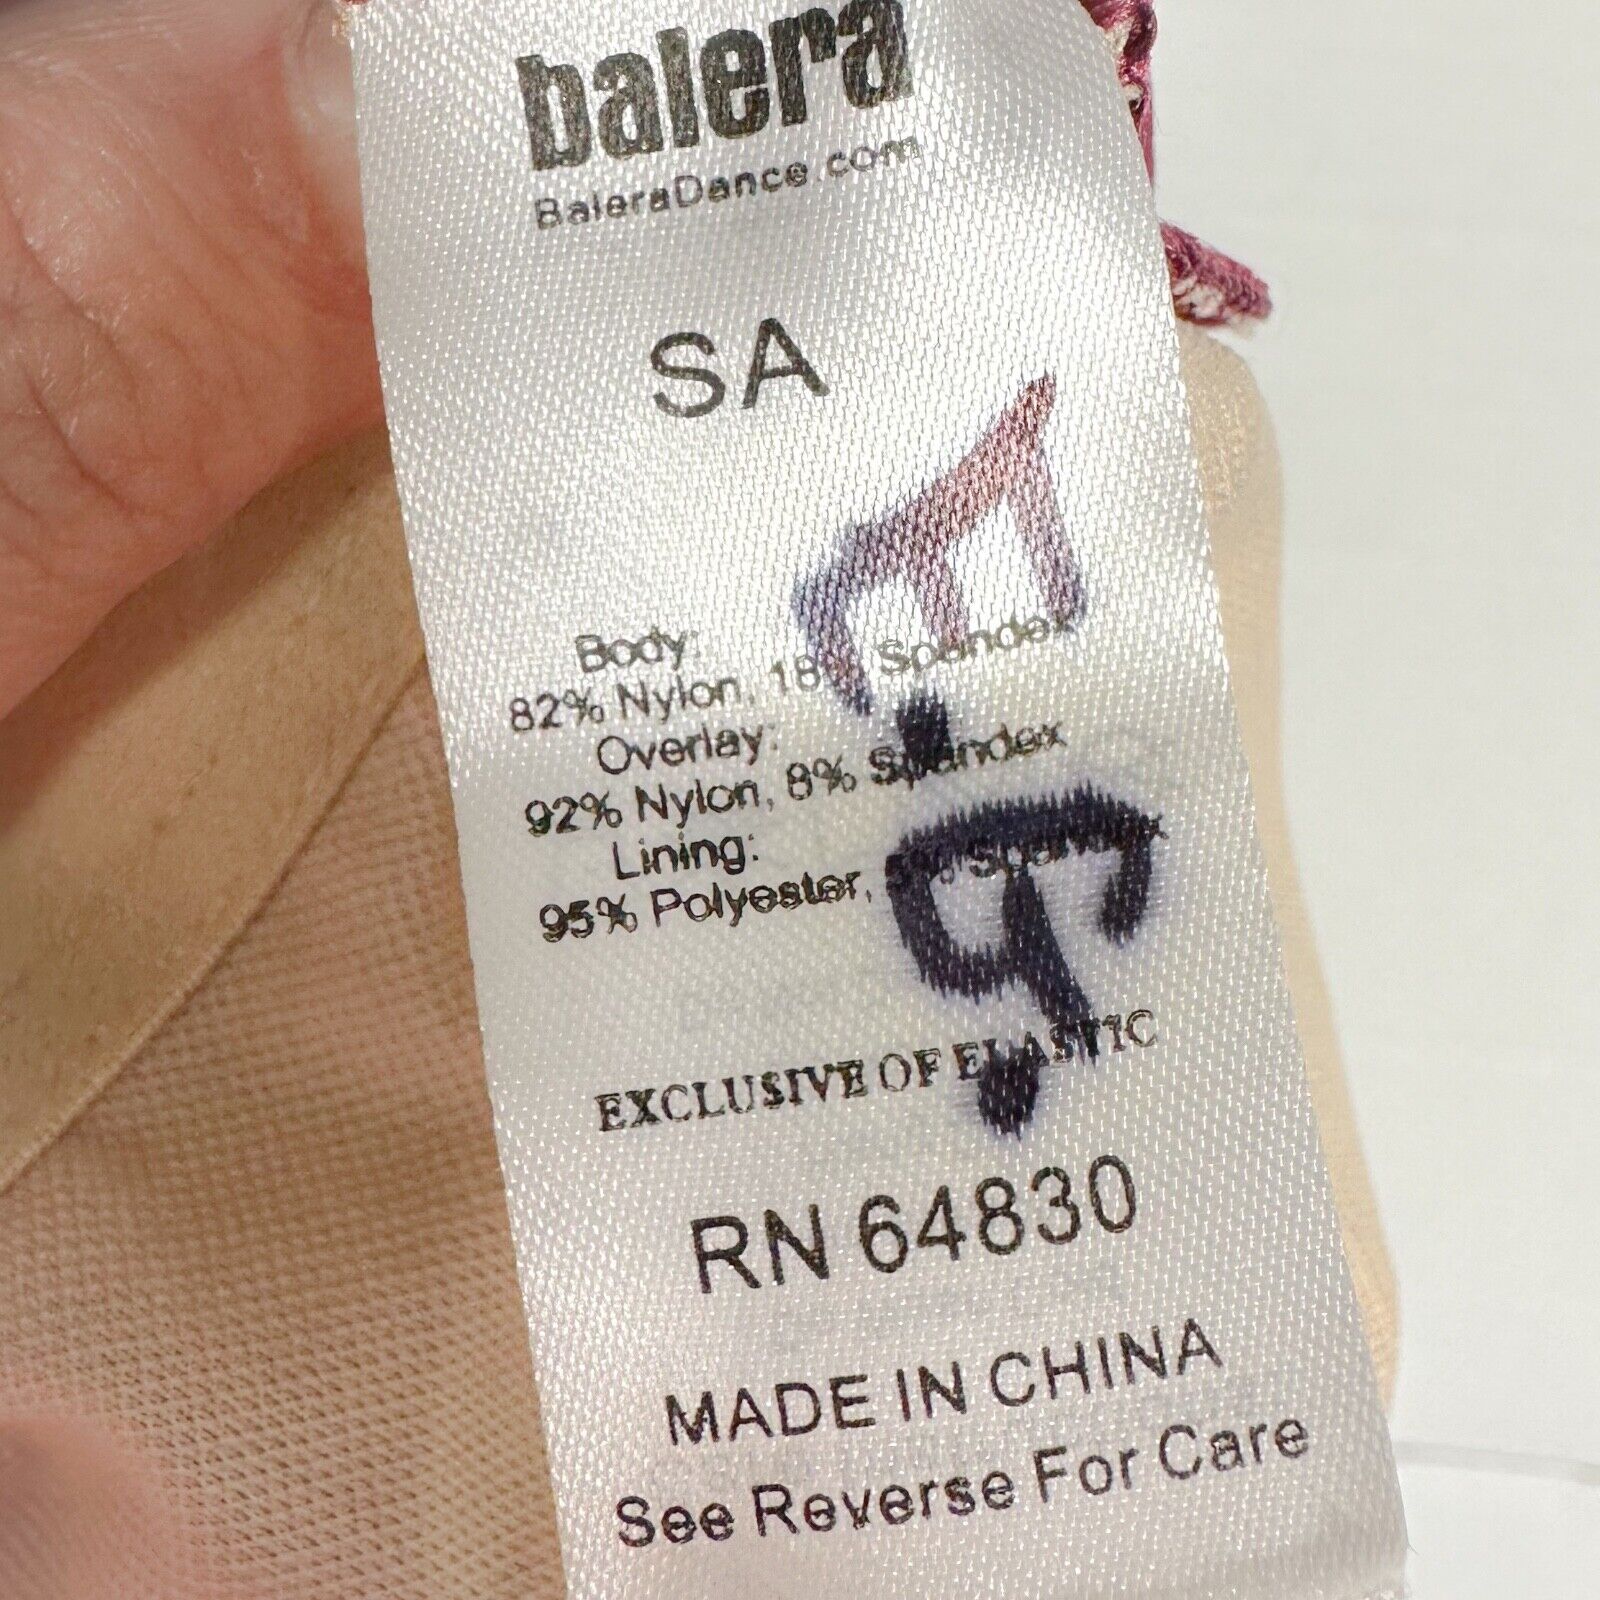 balera
BaleraDance.com
SA
Body:
82% Nylon, 18% Spandex
Overlay:
92% Nylon, 8% Spandex
Lining:
95% Polyester, Spandex
EXCLUSIVE OF ELASTIC
RN 64830
MADE IN CHINA
See Reverse For Care